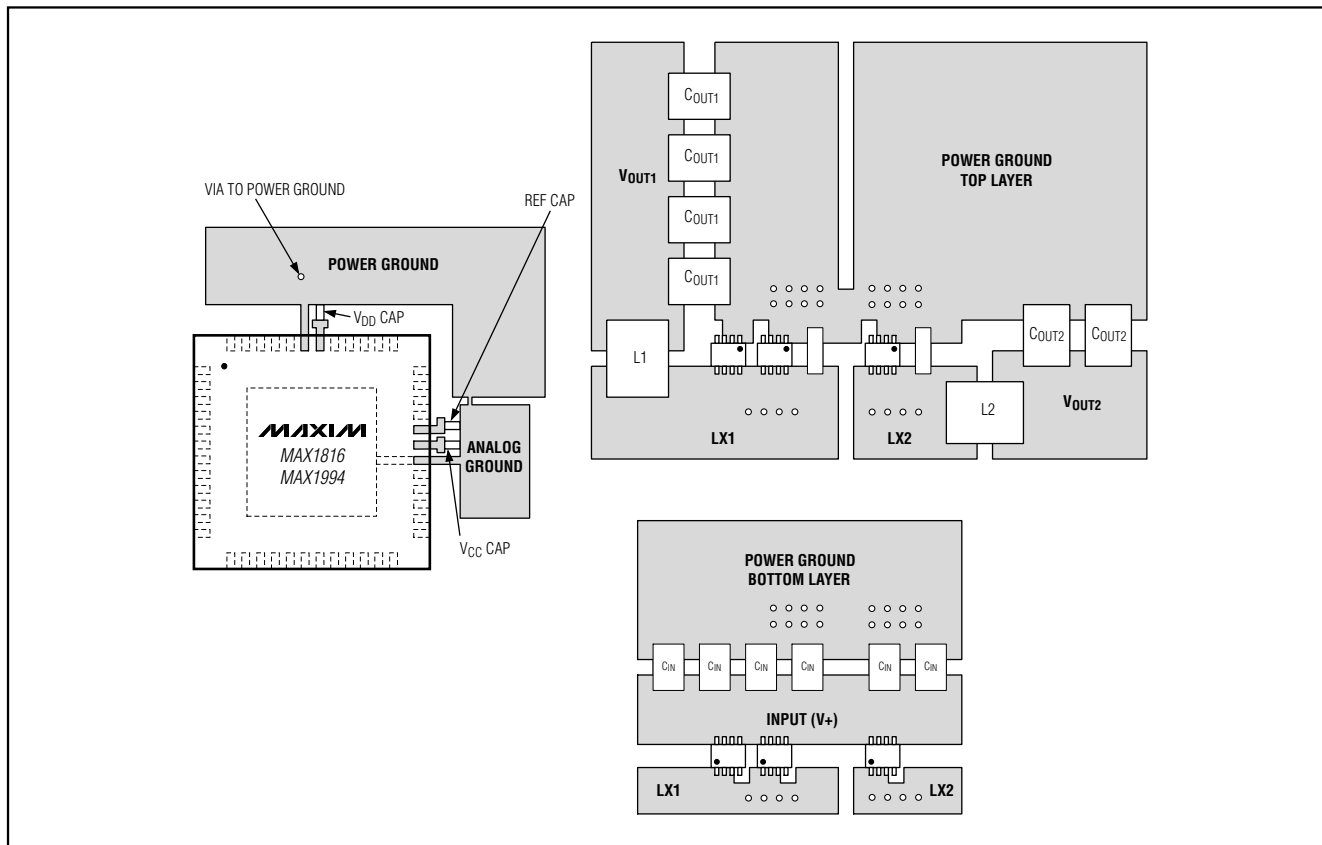 VIA TO POWER GROUND
REF CAP
POWER GROUND
VDD CAP
MAXIM
MAX1816
MAX1994
ANALOG
GROUND
VCC CAP
COUT1
COUT1
COUT1
COUT1
VOUT1
POWER GROUND
TOP LAYER
L1
COUT2
COUT2
L2
VOUT2
LX1
LX2
POWER GROUND
BOTTOM LAYER
CIN
CIN
CIN
CIN
CIN
CIN
INPUT (V+)
LX1
LX2